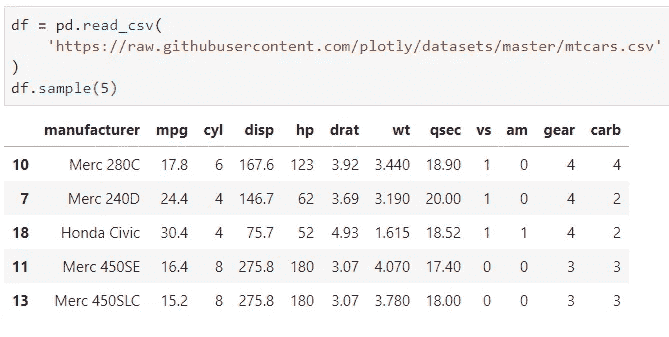 df = pd.read_csv(
'https://raw.githubusercontent.com/plotly/datasets/master/mtcars.csv'
)
df.sample(5)
manufacturer mpg cyl disp hp drat wt qsec vs am gear carb
10 Merc 280C 17.8 6 167.6 123 3.92 3.440 18.90 1 0 4 4
7 Merc 240D 24.4 4 146.7 62 3.69 3.190 20.00 1 0 4 2
18 Honda Civic 30.4 4 75.7 52 4.93 1.615 18.52 1 1 4 2
11 Merc 450SE 16.4 8 275.8 180 3.07 4.070 17.40 0 0 3 3
13 Merc 450SLC 15.2 8 275.8 180 3.07 3.780 18.00 0 0 3 3